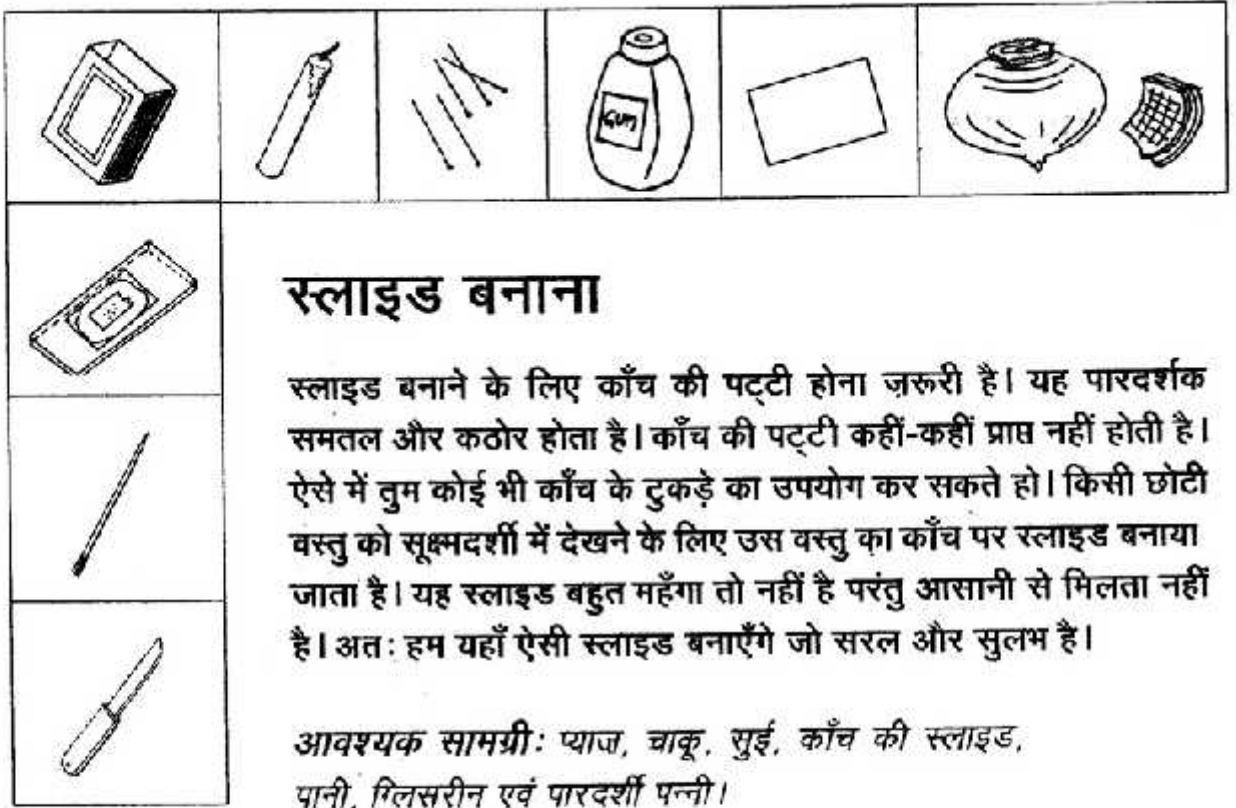 GUM
स्लाइड बनाना
स्लाइड बनाने के लिए काँच की पट्टी होना ज़रूरी है। यह पारदर्शक
समतल और कठोर होता है। काँच की पट्टी कहीं-कहीं प्राप्त नहीं होती है।
ऐसे में तुम कोई भी काँच के टुकड़े का उपयोग कर सकते हो। किसी छोटी
वस्तु को सूक्ष्मदर्शी में देखने के लिए उस वस्तु का काँच पर स्लाइड बनाया
जाता है। यह स्लाइड बहुत महँगा तो नहीं है परंतु आसानी से मिलता नहीं
है। अतः हम यहाँ ऐसी स्लाइड बनाएँगे जो सरल और सुलभ है।
आवश्यक सामग्री: प्याज, चाकू, सुई, काँच की स्लाइड,
पानी, ग्लिसरीन एवं पारदर्शी पन्नी।